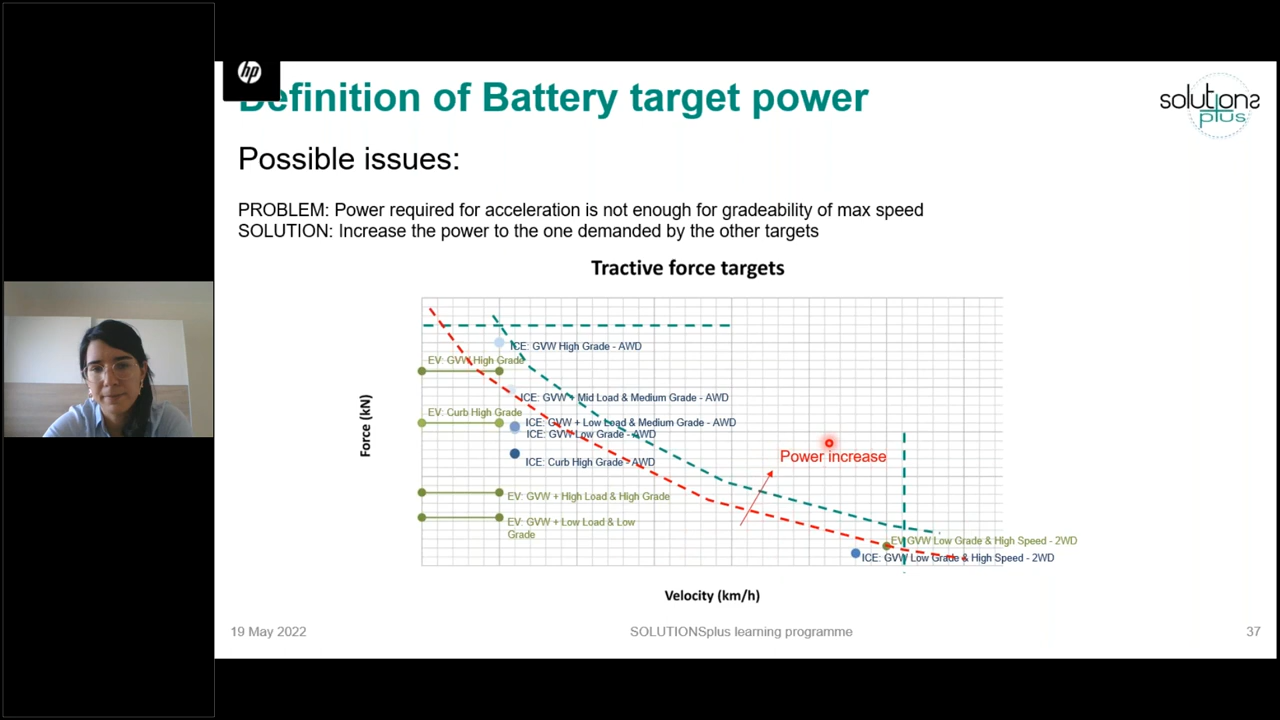 hp
Definition of Battery target power
solutions
plus
Possible issues:
PROBLEM: Power required for acceleration is not enough for gradeability of max speed
SOLUTION: Increase the power to the one demanded by the other targets
Tractive force targets
ICE: GVW High Grade - AWD
EV: GVW High Grade
ICE: GVW + Mid Load & Medium Grade - AWD
EV: Curb High Grade
ICE: GVW + Low Load & Medium Grade - AWD
ICE: GVW Low Grade - AWD
Force (kN)
Power increase
ICE: Curb High Grade - AWD
EV: GVW + High Load & High Grade
EV: GVW + Low Load & Low
Grade
EV GVW Low Grade & High Speed - 2WD
ICE: GVW Low Grade & High Speed - 2WD
Velocity (km/h)
19 May 2022
SOLUTIONSplus learning programme
37